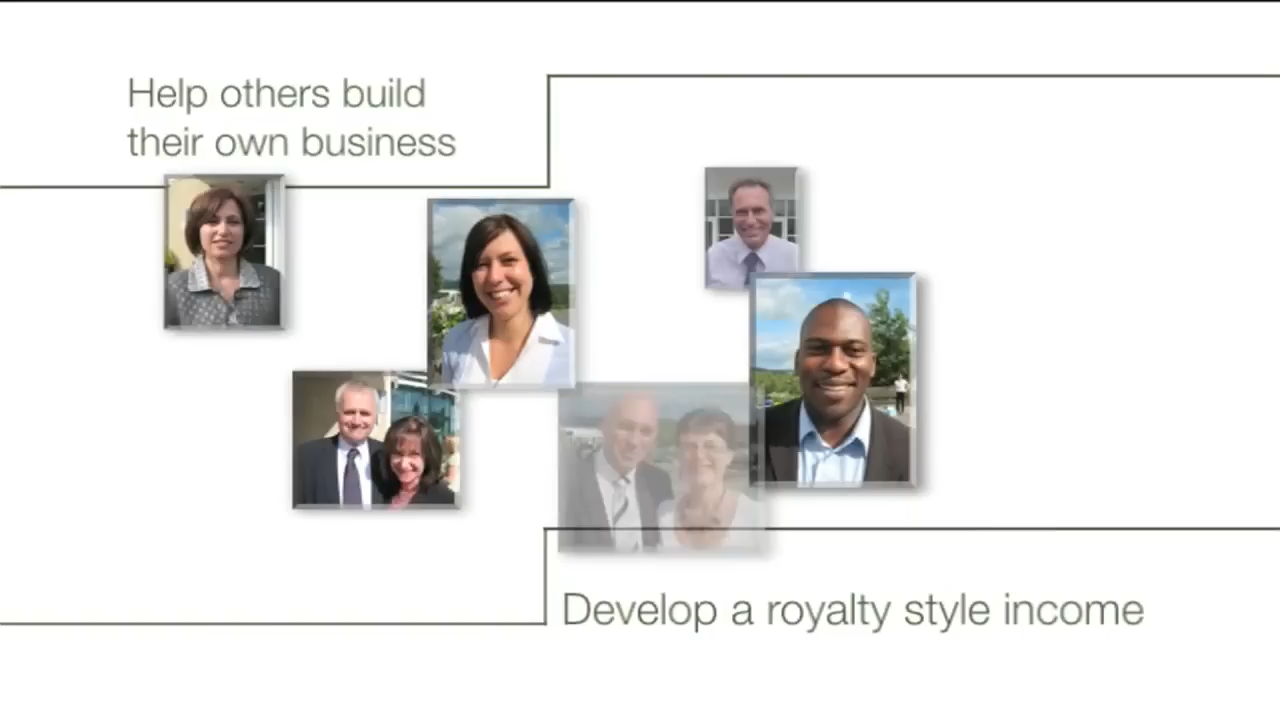 Help others build
their own business
Develop a royalty style income